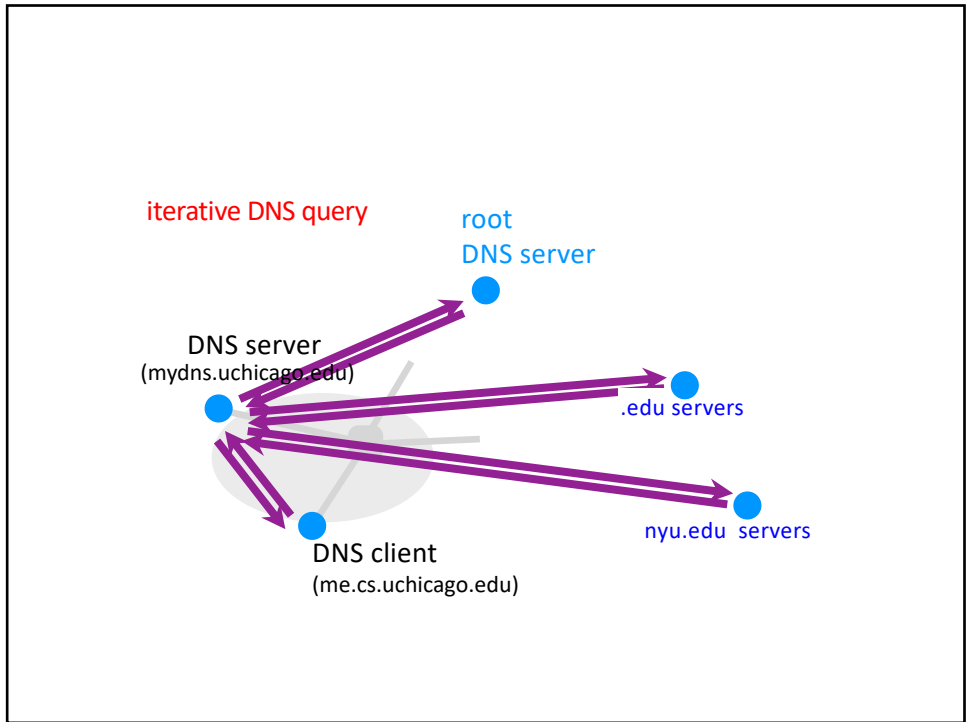 iterative DNS query
root
DNS server
DNS server
(mydns.uchicago.edu)
.edu servers
nyu.edu servers
DNS client
(me.cs.uchicago.edu)